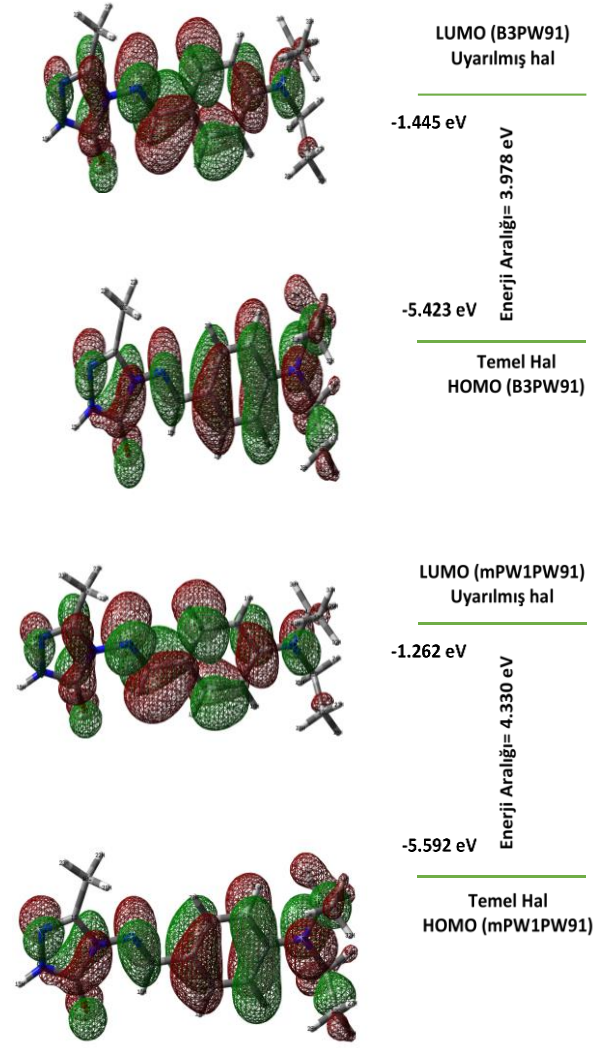 LUMO (B3PW91)
Uyarılmış hal
-1.445 eV
Enerji Aralığı= 3.978 eV
-5.423 eV
Temel Hal
HOMO (B3PW91)
LUMO (mPW1PW91)
Uyarılmış hal
-1.262 eV
Enerji Aralığı= 4.330 eV
-5.592 eV
Temel Hal
HOMO (mPW1PW91)